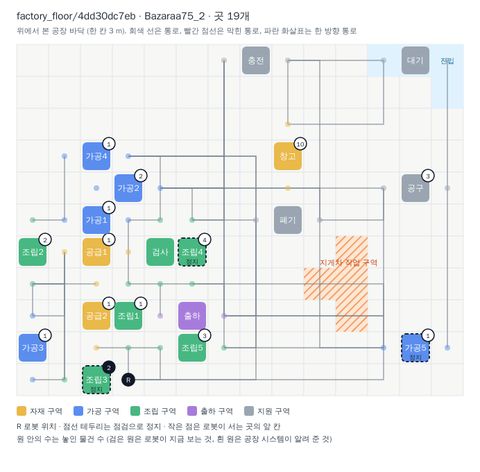 factory_floor/4dd30dc7eb · Bazaraa75_2 · 곳 19개
위에서 본 공장 바닥 (한 칸 3 m). 회색 선은 통로, 빨간 점선은 막힌 통로, 파란 화살표는 한 방향 통로
충전
대기
진입
10
창고
1
가공4
2
가공2
3
공구
1
가공1
폐기
2
조립2
1
공급1
검사
4
조립4
정지
지게차 작업 구역
1
공급2
1
조립1
출하
1
가공3
3
조립5
1
가공5
정지
2
조립3
정지
R
자재 구역
가공 구역
조립 구역
출하 구역
지원 구역
R 로봇 위치 · 점선 테두리는 점검으로 정지 · 작은 점은 로봇이 서는 곳의 앞 칸
원 안의 수는 놓인 물건 수 (검은 원은 로봇이 지금 보는 것, 흰 원은 공장 시스템이 알려 준 것)